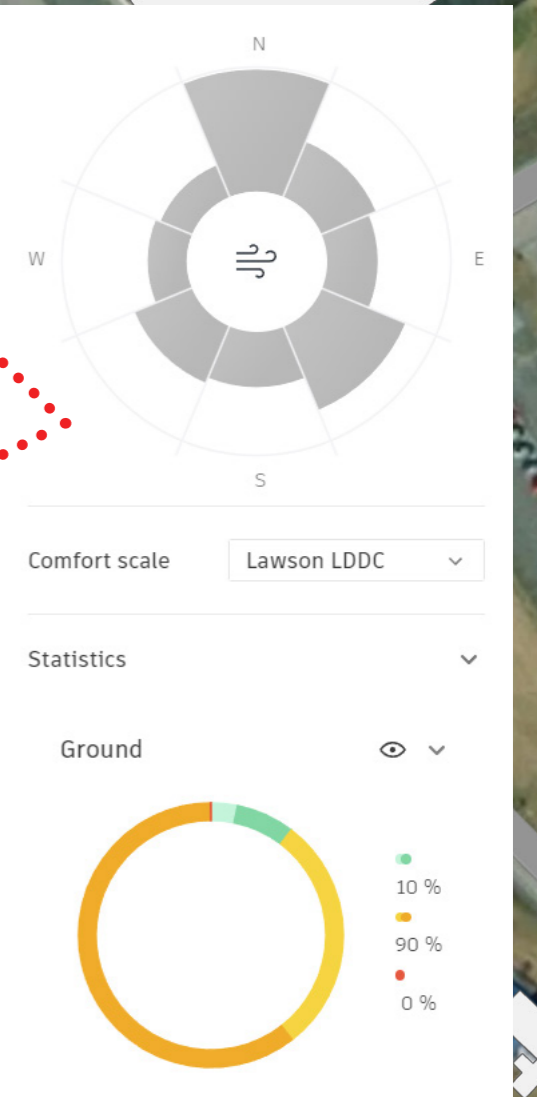 N
W
E
S
Comfort scale
Lawson LDDC
Statistics
Ground
10 %
90 %
0 %